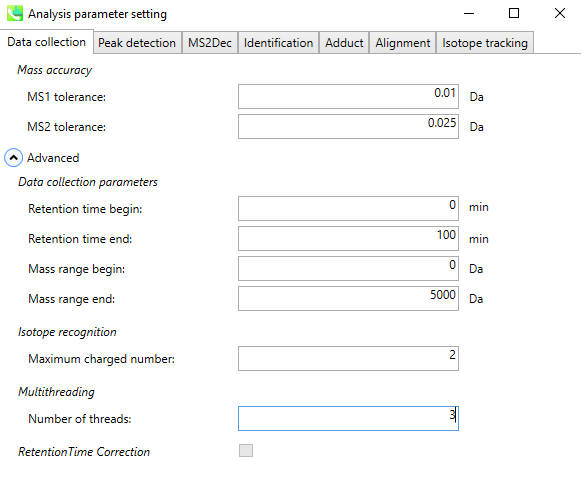 Analysis parameter setting
Data collection Peak detection MS2Dec Identification Adduct Alignment Isotope tracking
Mass accuracy
MS1 tolerance: 0.01 Da
MS2 tolerance: 0.025 Da
Advanced
Data collection parameters
Retention time begin: 0 min
Retention time end: 100 min
Mass range begin: 0 Da
Mass range end: 5000 Da
Isotope recognition
Maximum charged number: 2
Multithreading
Number of threads: 3
RetentionTime Correction